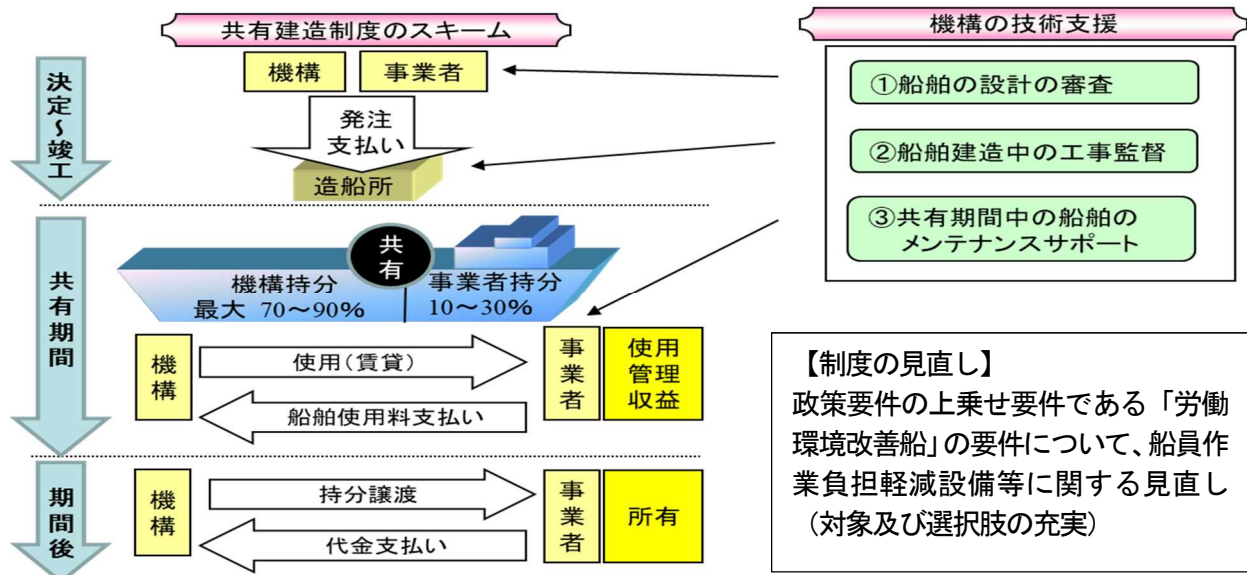 共有建造制度のスキーム
機構
事業者
発注
支払い
造船所
決定～竣工
機構の技術支援
①船舶の設計の審査
②船舶建造中の工事監督
③共有期間中の船舶の
メンテナンスサポート
共有期間
共有
機構持分
最大 70～90%
事業者持分
10～30%
機構
使用(賃貸)
船舶使用料支払い
事業者
使用
管理
収益
期間後
機構
持分譲渡
代金支払い
事業者
所有
【制度の見直し】
政策要件の上乗せ要件である「労働
環境改善船」の要件について、船員作
業負担軽減設備等に関する見直し
（対象及び選択肢の充実）